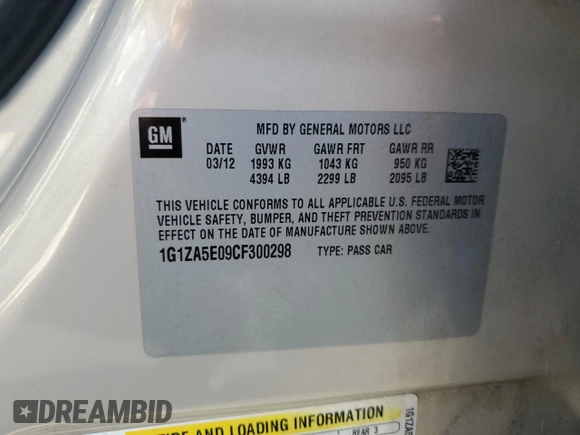 GM ®
MFD BY GENERAL MOTORS LLC
DATE GVWR GAWR FRT GAWR RR
03/12 1993 KG 1043 KG 950 KG
4394 LB 2299 LB 2095 LB
THIS VEHICLE CONFORMS TO ALL APPLICABLE U.S. FEDERAL MOTOR
VEHICLE SAFETY, BUMPER, AND THEFT PREVENTION STANDARDS IN
EFFECT ON THE DATE OF MANUFACTURE SHOWN ABOVE.
1G1ZA5E09CF300298 TYPE: PASS CAR
TIRE AND LOADING INFORMATION
REAR 3
1G1ZA5
DREAMBID